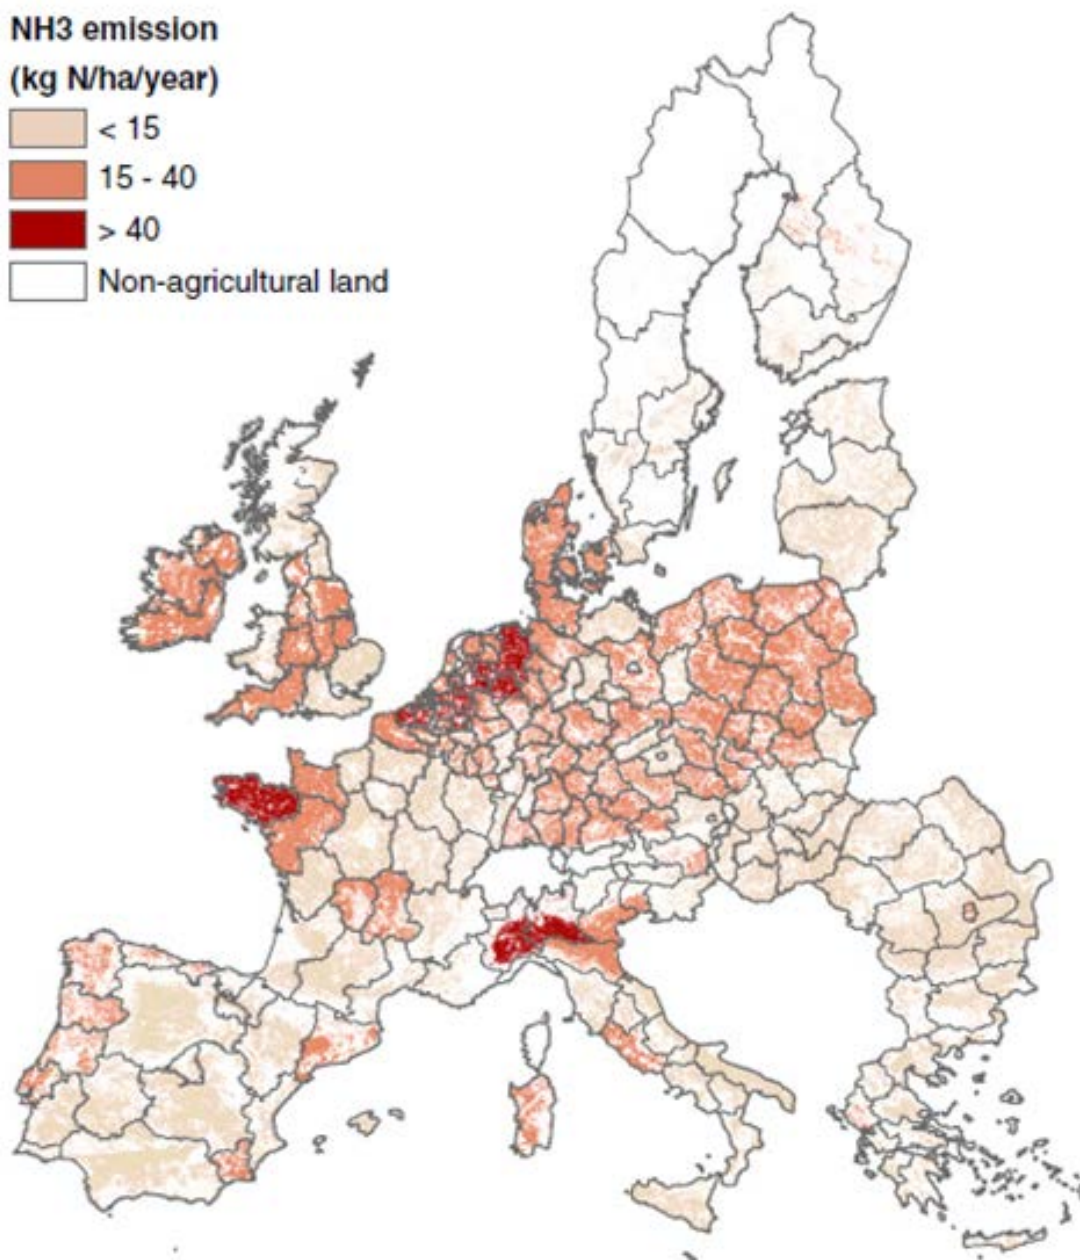 NH3 emission
(kg N/ha/year)
< 15
15 - 40
> 40
Non-agricultural land